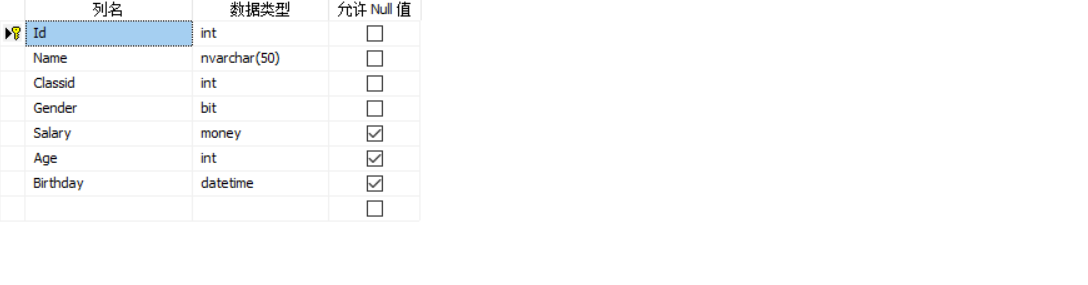 列名 数据类型 允许 Null 值
Id int
Name nvarchar(50)
Classid int
Gender bit
Salary money
Age int
Birthday datetime